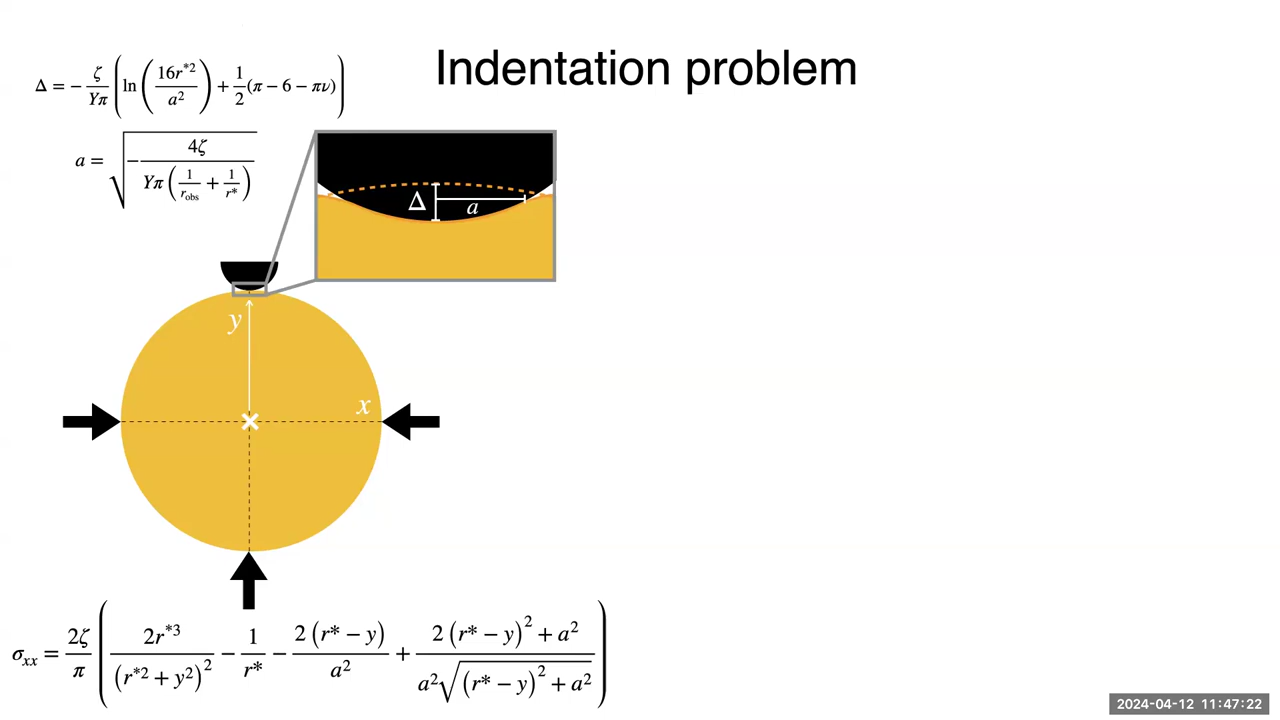 Indentation problem
Δ = − ζ/(Yπ) ( ln( 16r*² / a² ) + 1/2 (π − 6 − πν) )
a = √( − 4ζ / ( Yπ ( 1/r_obs + 1/r* ) ) )
Δ
a
y
x
σ_xx = 2ζ/π ( 2r*³ / (r*² + y²)² − 1/r* − 2(r* − y) / a² + ( 2(r* − y)² + a² ) / ( a² √( (r* − y)² + a² ) ) )
2024-04-12 11:47:22